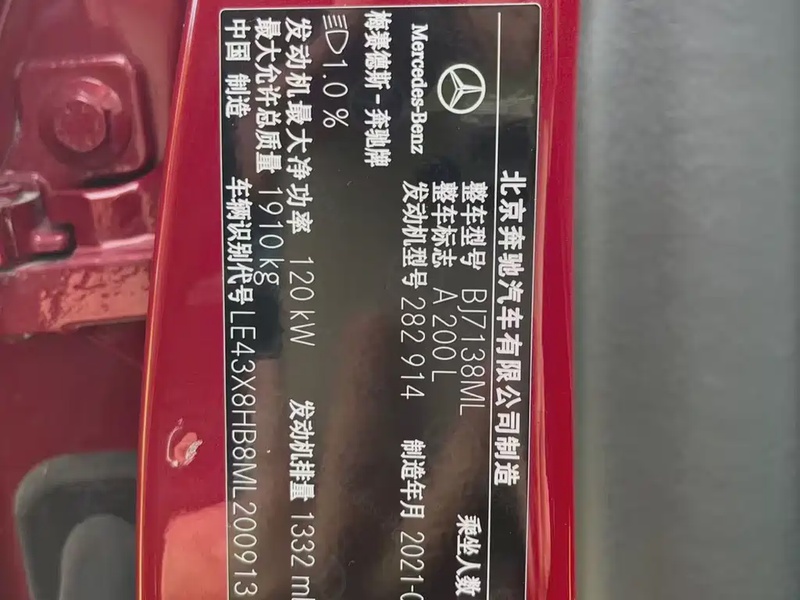 北京奔驰汽车有限公司制造
Mercedes-Benz
梅赛德斯-奔驰牌
整车型号 BJ7138ML
乘坐人数
整车标志 A 200 L
发动机型号 282 914
制造年月 2021-0
1.0 %
发动机最大净功率 120 kW
发动机排量 1332 ml
最大允许总质量 1910 kg
中国 制造
车辆识别代号 LE43X8HB8ML200913